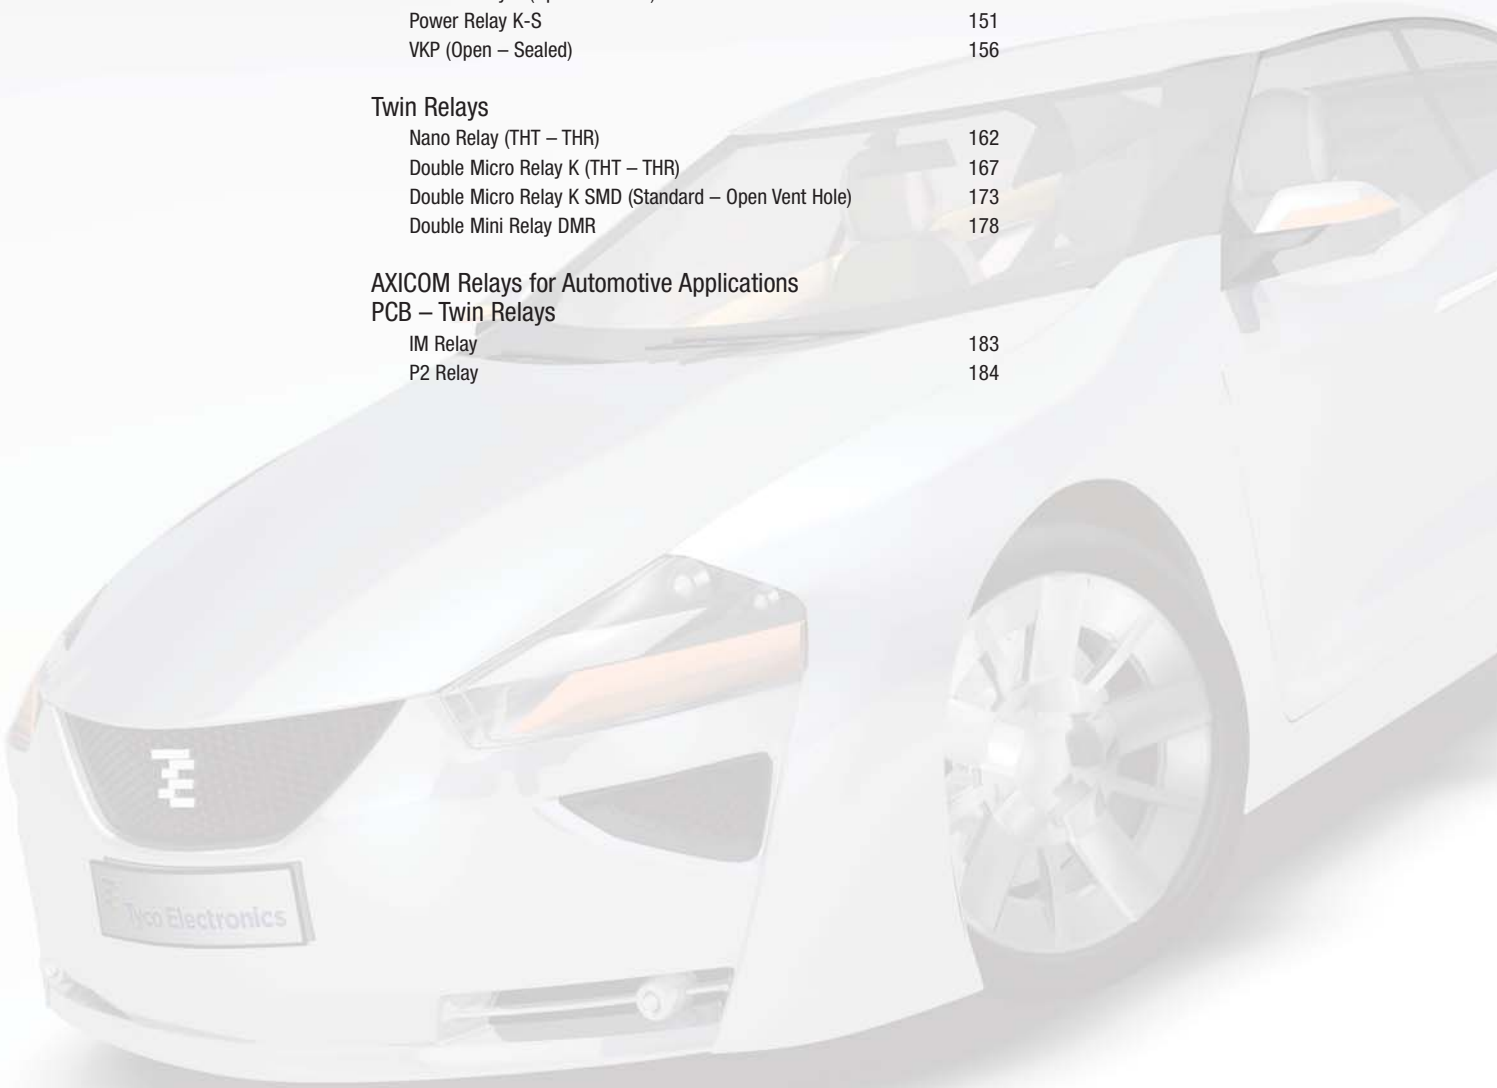 Power Relay K-S 151
VKP (Open – Sealed) 156
Twin Relays
Nano Relay (THT – THR) 162
Double Micro Relay K (THT – THR) 167
Double Micro Relay K SMD (Standard – Open Vent Hole) 173
Double Mini Relay DMR 178
AXICOM Relays for Automotive Applications
PCB – Twin Relays
IM Relay 183
P2 Relay 184
Tyco Electronics